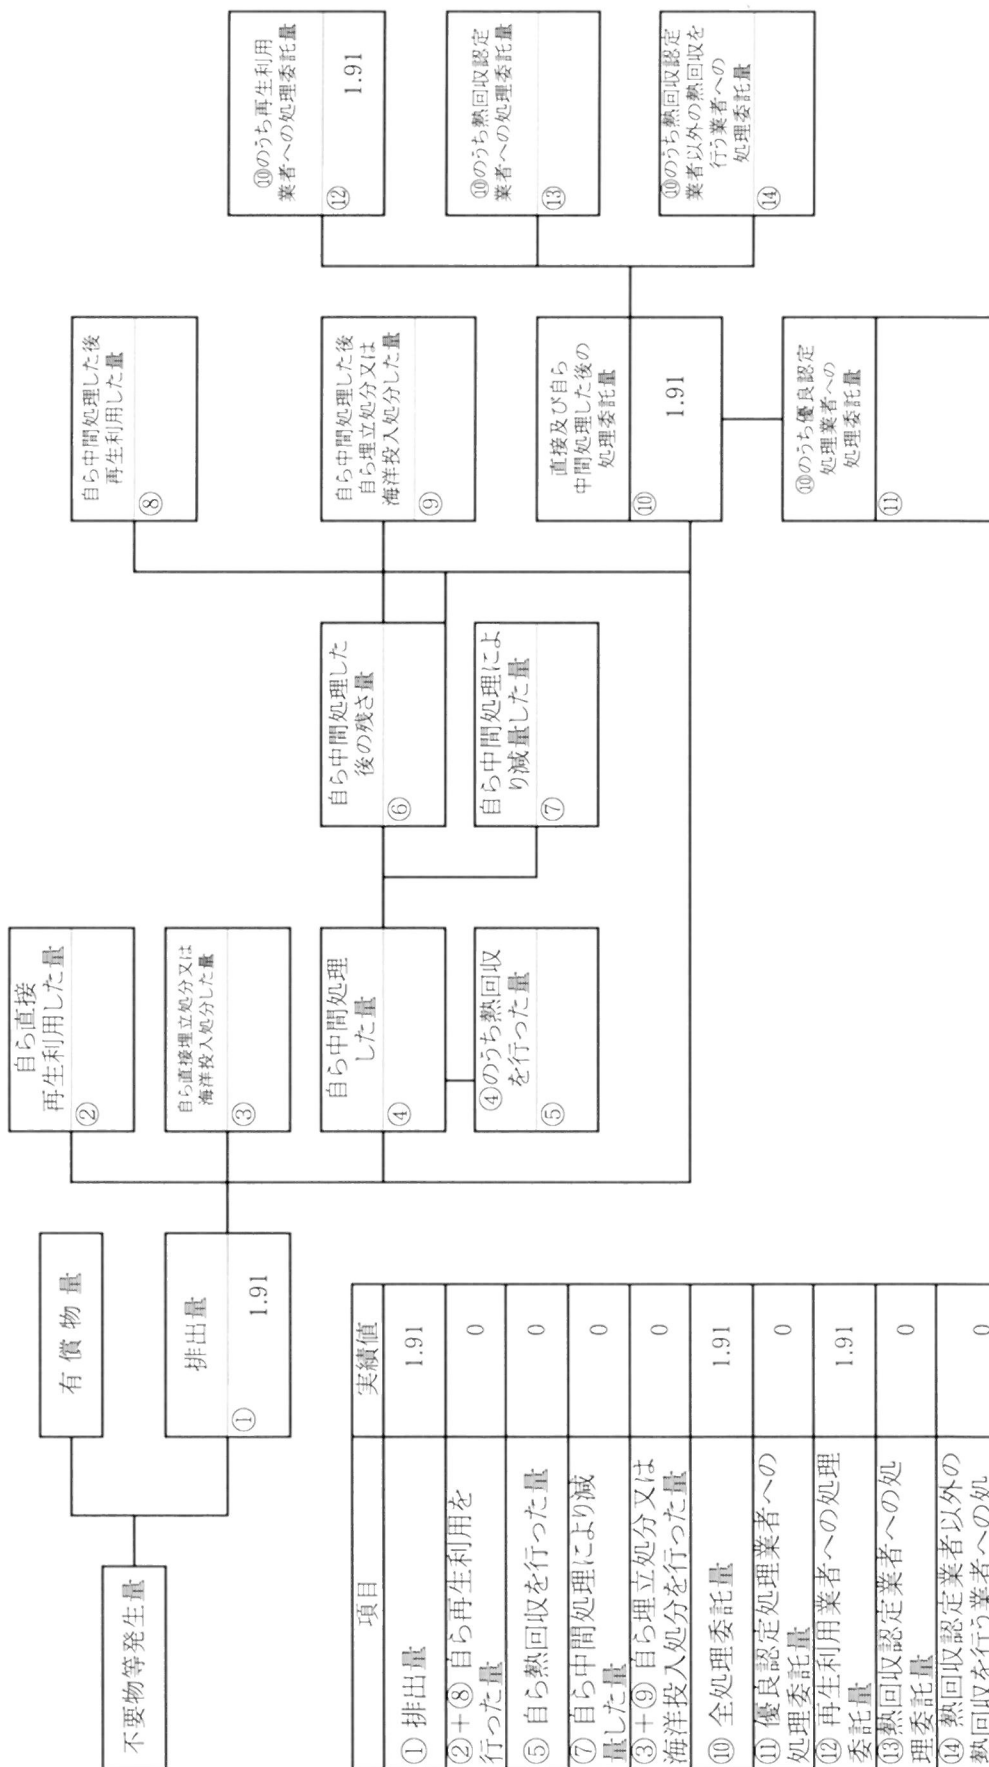 不要物等発生量
有償物量
排出量
①
1.91
自ら直接
再生利用した量
②
自ら直接埋立処分又は
海洋投入処分した量
③
自ら中間処理
した量
④
④のうち熱回収
を行った量
⑤
自ら中間処理した
後の残さ量
⑥
自ら中間処理によ
り減量した量
⑦
自ら中間処理した後
再生利用した量
⑧
自ら中間処理した後
自ら埋立処分又は
海洋投入処分した量
⑨
直接及び自ら
中間処理した後の
処理委託量
⑩
1.91
⑩のうち優良認定
処理業者への
処理委託量
⑪
⑩のうち再生利用
業者への処理委託量
⑫
1.91
⑩のうち熱回収認定
業者への処理委託量
⑬
⑩のうち熱回収認定
業者以外の熱回収を
行う業者への
処理委託量
⑭
項目 実績値
①排出量 1.91
②＋⑧自ら再生利用を
行った量 0
⑤自ら熱回収を行った量 0
⑦自ら中間処理により減
量した量 0
③＋⑨自ら埋立処分又は
海洋投入処分を行った量 0
⑩全処理委託量 1.91
⑪優良認定処理業者への
処理委託量 0
⑫再生利用業者への処理
委託量 1.91
⑬熱回収認定業者への処
理委託量 0
⑭熱回収認定業者以外の
熱回収を行う業者への処 0